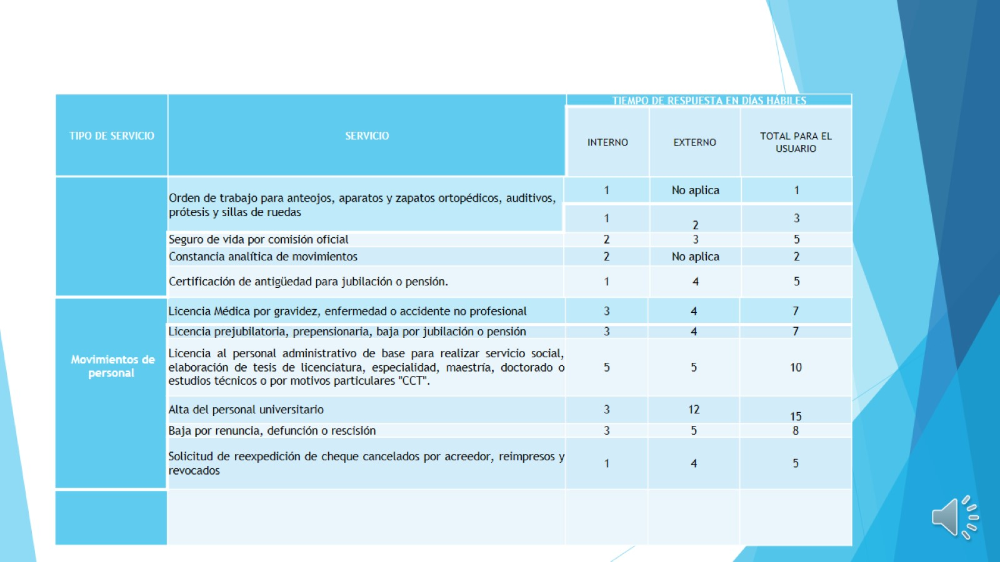 TIPO DE SERVICIO
SERVICIO
TIEMPO DE RESPUESTA EN DÍAS HÁBILES
INTERNO
EXTERNO
TOTAL PARA EL
USUARIO
Orden de trabajo para anteojos, aparatos y zapatos ortopédicos, auditivos,
prótesis y sillas de ruedas
1 No aplica 1
1 2 3
Seguro de vida por comisión oficial 2 3 5
Constancia analítica de movimientos 2 No aplica 2
Certificación de antigüedad para jubilación o pensión. 1 4 5
Movimientos de
personal
Licencia Médica por gravidez, enfermedad o accidente no profesional 3 4 7
Licencia prejubilatoria, prepensionaria, baja por jubilación o pensión 3 4 7
Licencia al personal administrativo de base para realizar servicio social,
elaboración de tesis de licenciatura, especialidad, maestría, doctorado o
estudios técnicos o por motivos particulares "CCT".
5 5 10
Alta del personal universitario 3 12 15
Baja por renuncia, defunción o rescisión 3 5 8
Solicitud de reexpedición de cheque cancelados por acreedor, reimpresos y
revocados
1 4 5